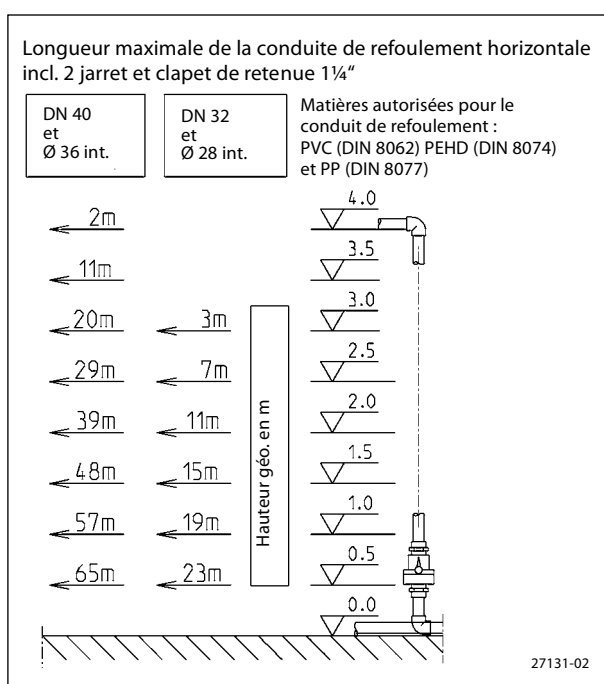 Longueur maximale de la conduite de refoulement horizontale
incl. 2 jarret et clapet de retenue 1¼“
DN 40
et
Ø 36 int.
DN 32
et
Ø 28 int.
Matières autorisées pour le
conduit de refoulement :
PVC (DIN 8062) PEHD (DIN 8074)
et PP (DIN 8077)
2m 4.0
11m 3.5
20m 3m 3.0
29m 7m 2.5
39m 11m 2.0
48m 15m 1.5
57m 19m 1.0
65m 23m 0.5
0.0
Hauteur géo. en m
27131-02